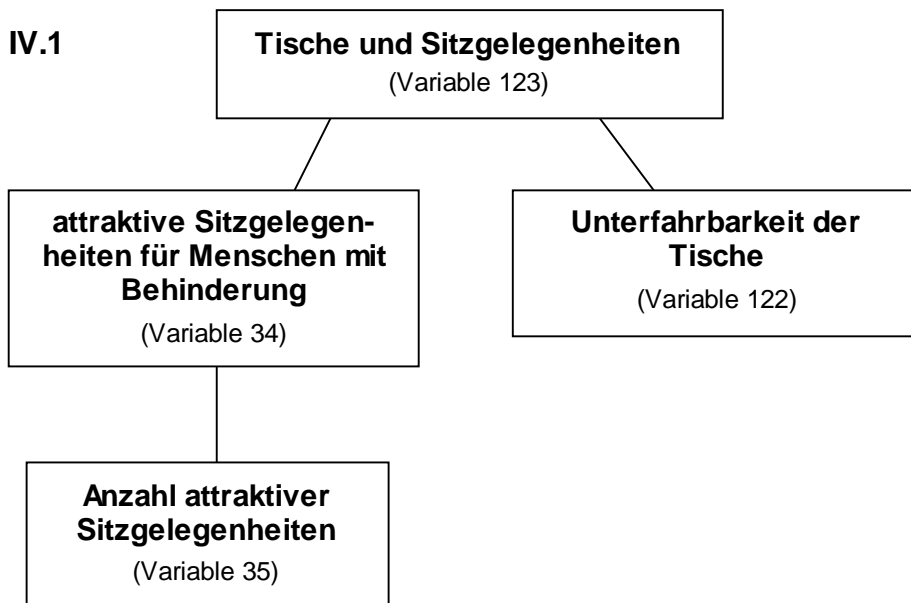 IV.1
Tische und Sitzgelegenheiten
(Variable 123)
attraktive Sitzgelegen-
heiten für Menschen mit
Behinderung
(Variable 34)
Unterfahrbarkeit der
Tische
(Variable 122)
Anzahl attraktiver
Sitzgelegenheiten
(Variable 35)